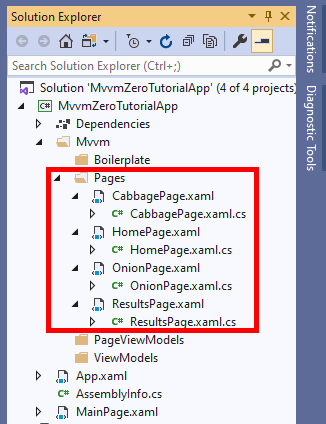 Solution Explorer
Search Solution Explorer (Ctrl+;)
Solution 'MvvmZeroTutorialApp' (4 of 4 projects)
C# MvvmZeroTutorialApp
Dependencies
Mvvm
Boilerplate
Pages
CabbagePage.xaml
C# CabbagePage.xaml.cs
HomePage.xaml
C# HomePage.xaml.cs
OnionPage.xaml
C# OnionPage.xaml.cs
ResultsPage.xaml
C# ResultsPage.xaml.cs
PageViewModels
ViewModels
App.xaml
C# AssemblyInfo.cs
MainPage.xaml
Notifications
Diagnostic Tools